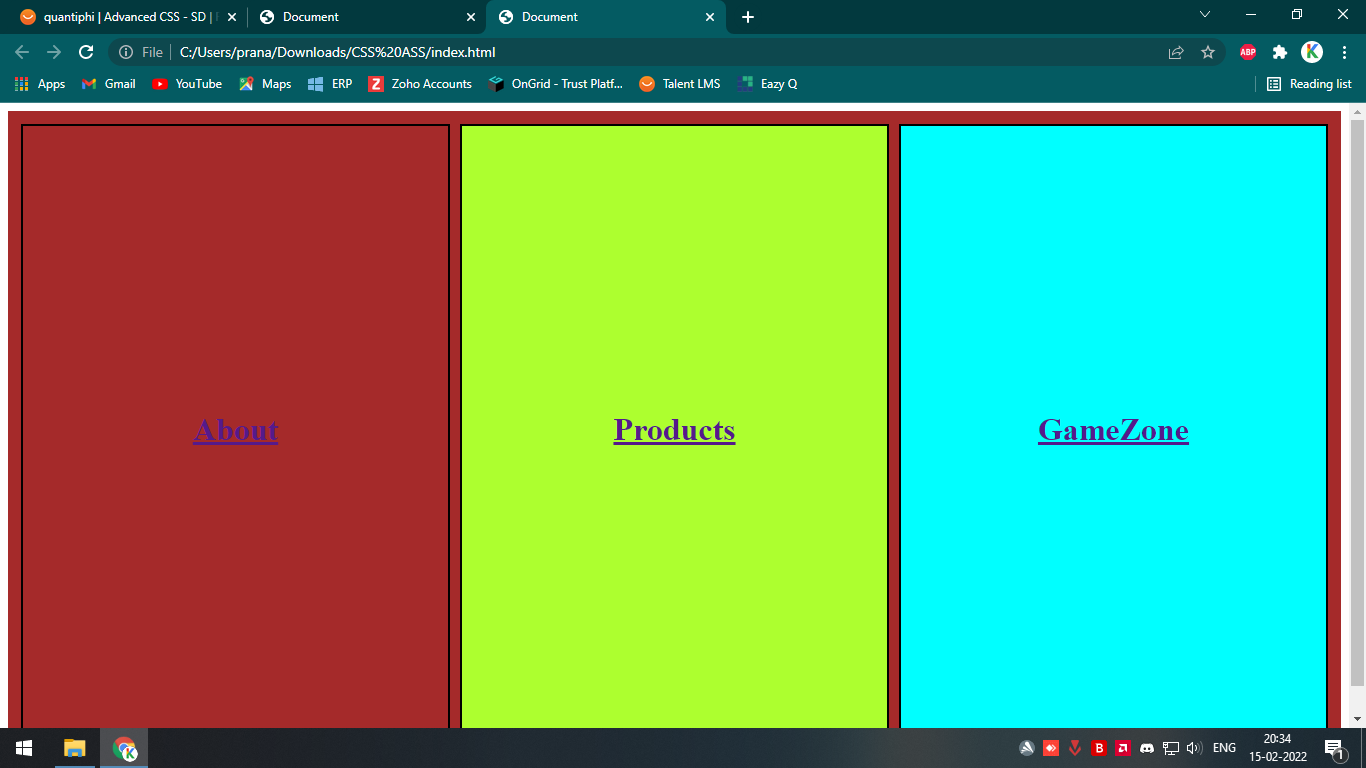 quantiphi | Advanced CSS - SD |
Document
Document
File
C:/Users/prana/Downloads/CSS%20ASS/index.html
ABP
K
Apps
Gmail
YouTube
Maps
ERP
Z
Zoho Accounts
OnGrid - Trust Platf...
Talent LMS
Eazy Q
Reading list
About
Products
GameZone
K
B
ENG
20:34
15-02-2022
1